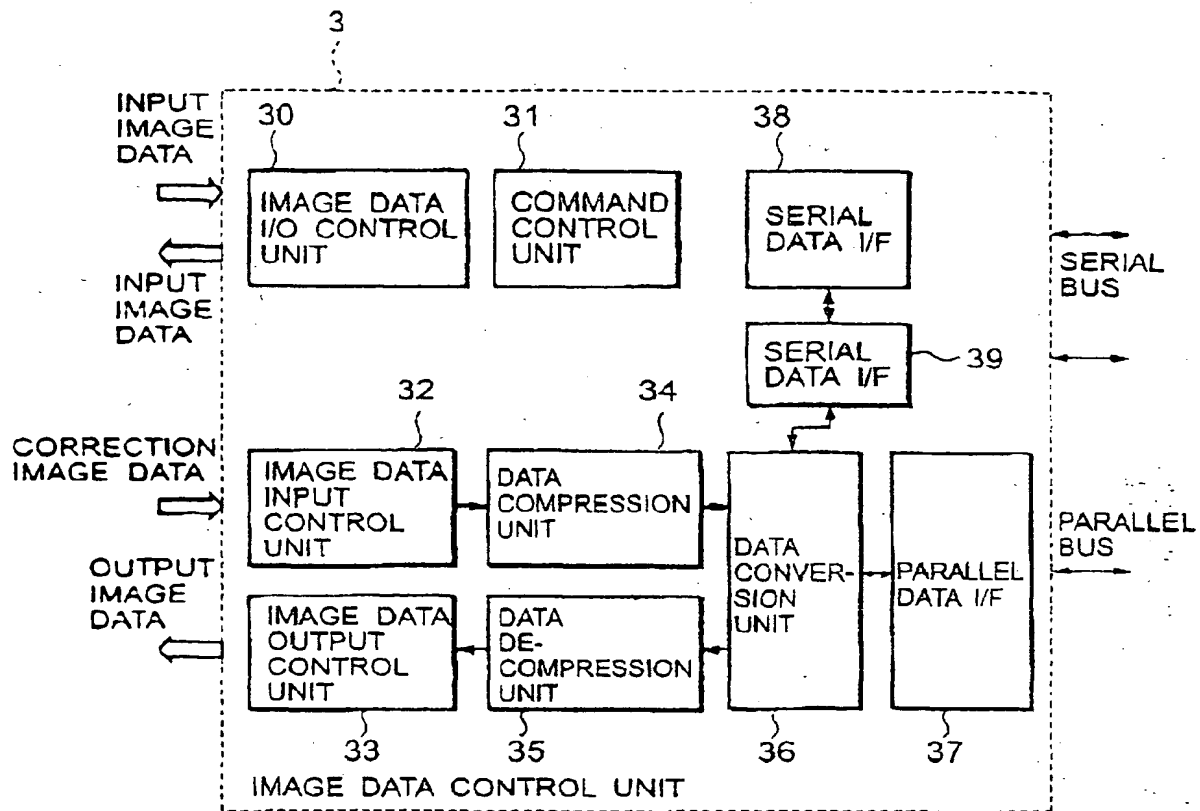 3
INPUT
IMAGE
DATA
30
31
38
IMAGE DATA
I/O CONTROL
UNIT
COMMAND
CONTROL
UNIT
SERIAL
DATA I/F
INPUT
IMAGE
DATA
SERIAL
BUS
SERIAL
DATA I/F
39
32
34
CORRECTION
IMAGE DATA
IMAGE DATA
INPUT
CONTROL
UNIT
DATA
COMPRESSION
UNIT
DATA
CONVER-
SION
UNIT
PARALLEL
DATA I/F
PARALLEL
BUS
OUTPUT
IMAGE
DATA
IMAGE DATA
OUTPUT
CONTROL
UNIT
DATA
DE-
COMPRESSION
UNIT
33
35
36
37
IMAGE DATA CONTROL UNIT